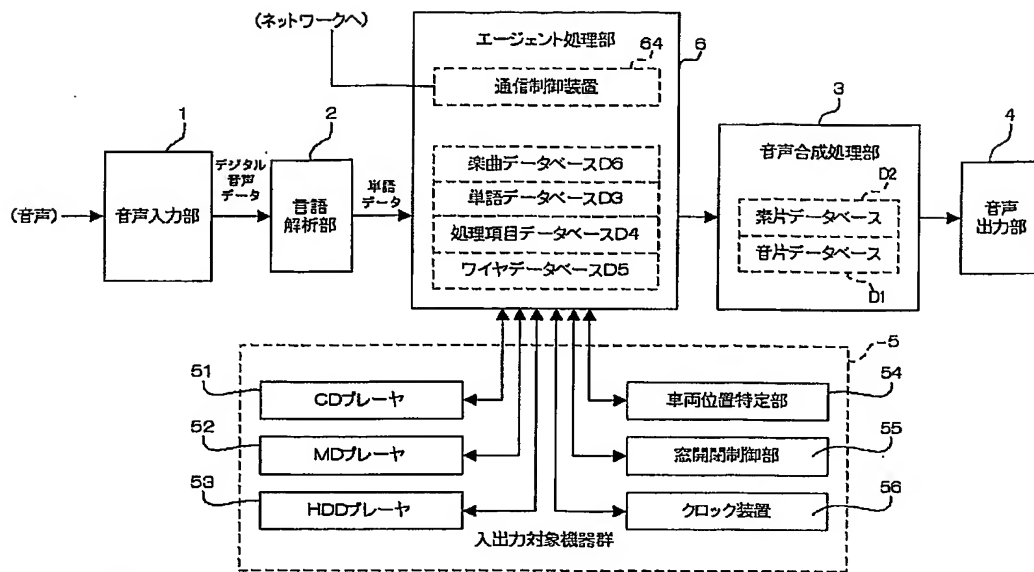 (ネットワークへ)
エージェント処理部
6
64
通信制御装置
楽曲データベースD6
単語データベースD3
処理項目データベースD4
ワイヤデータベースD5
(音声)
1
音声入力部
デジタル
音声
データ
2
言語
解析部
単語
データ
3
音声合成処理部
D2
素片データベース
音片データベース
D1
4
音声
出力部
5
51
CDプレーヤ
52
MDプレーヤ
53
HDDプレーヤ
54
車両位置特定部
55
窓開閉制御部
56
クロック装置
入出力対象機器群